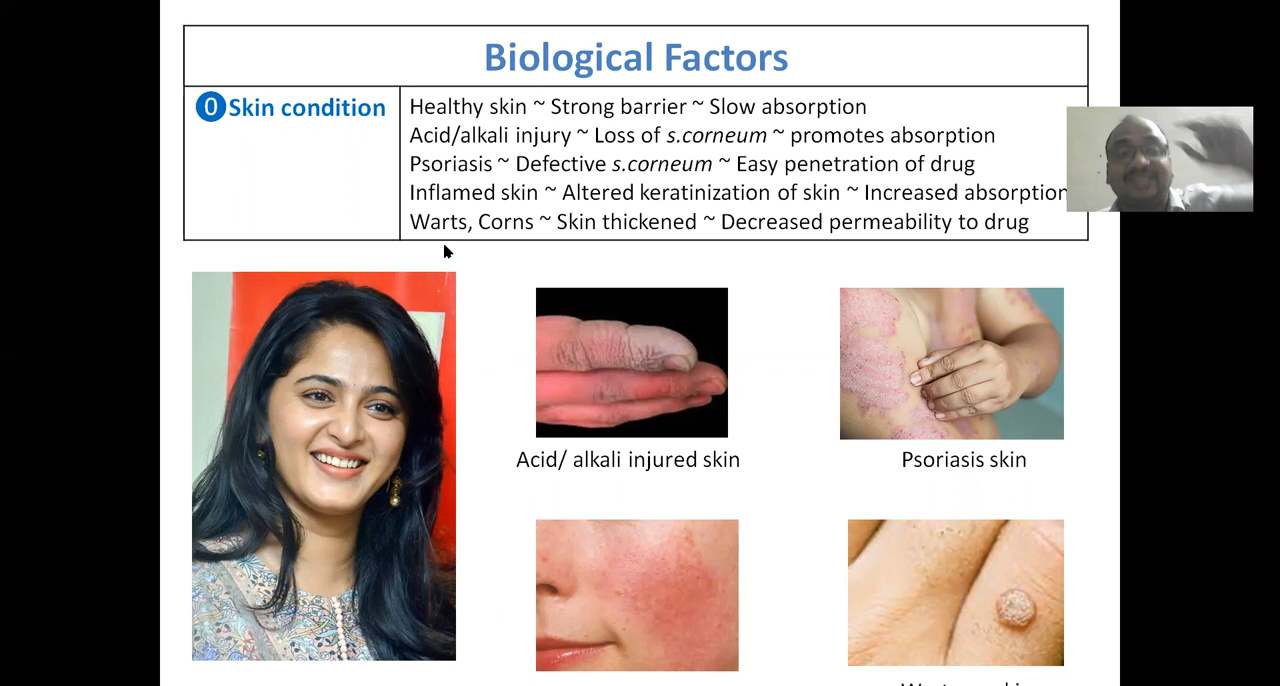 Biological Factors
0 Skin condition
Healthy skin ~ Strong barrier ~ Slow absorption
Acid/alkali injury ~ Loss of s.corneum ~ promotes absorption
Psoriasis ~ Defective s.corneum ~ Easy penetration of drug
Inflamed skin ~ Altered keratinization of skin ~ Increased absorption
Warts, Corns ~ Skin thickened ~ Decreased permeability to drug
Acid/ alkali injured skin
Psoriasis skin